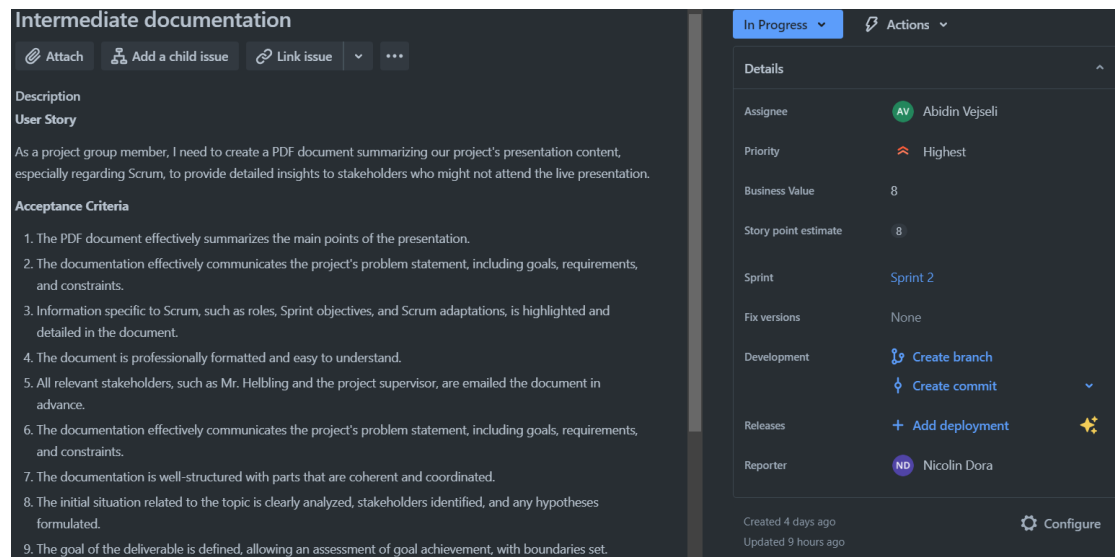 Intermediate documentation
Attach
Add a child issue
Link issue
Description
User Story
As a project group member, I need to create a PDF document summarizing our project's presentation content,
especially regarding Scrum, to provide detailed insights to stakeholders who might not attend the live presentation.
Acceptance Criteria
1. The PDF document effectively summarizes the main points of the presentation.
2. The documentation effectively communicates the project's problem statement, including goals, requirements,
and constraints.
3. Information specific to Scrum, such as roles, Sprint objectives, and Scrum adaptations, is highlighted and
detailed in the document.
4. The document is professionally formatted and easy to understand.
5. All relevant stakeholders, such as Mr. Helbling and the project supervisor, are emailed the document in
advance.
6. The documentation effectively communicates the project's problem statement, including goals, requirements,
and constraints.
7. The documentation is well-structured with parts that are coherent and coordinated.
8. The initial situation related to the topic is clearly analyzed, stakeholders identified, and any hypotheses
formulated.
9. The goal of the deliverable is defined, allowing an assessment of goal achievement, with boundaries set.
In Progress
Actions
Details
Assignee AV Abidin Vejseli
Priority Highest
Business Value 8
Story point estimate 8
Sprint Sprint 2
Fix versions None
Development Create branch
Create commit
Releases + Add deployment
Reporter ND Nicolin Dora
Created 4 days ago
Configure
Updated 9 hours ago